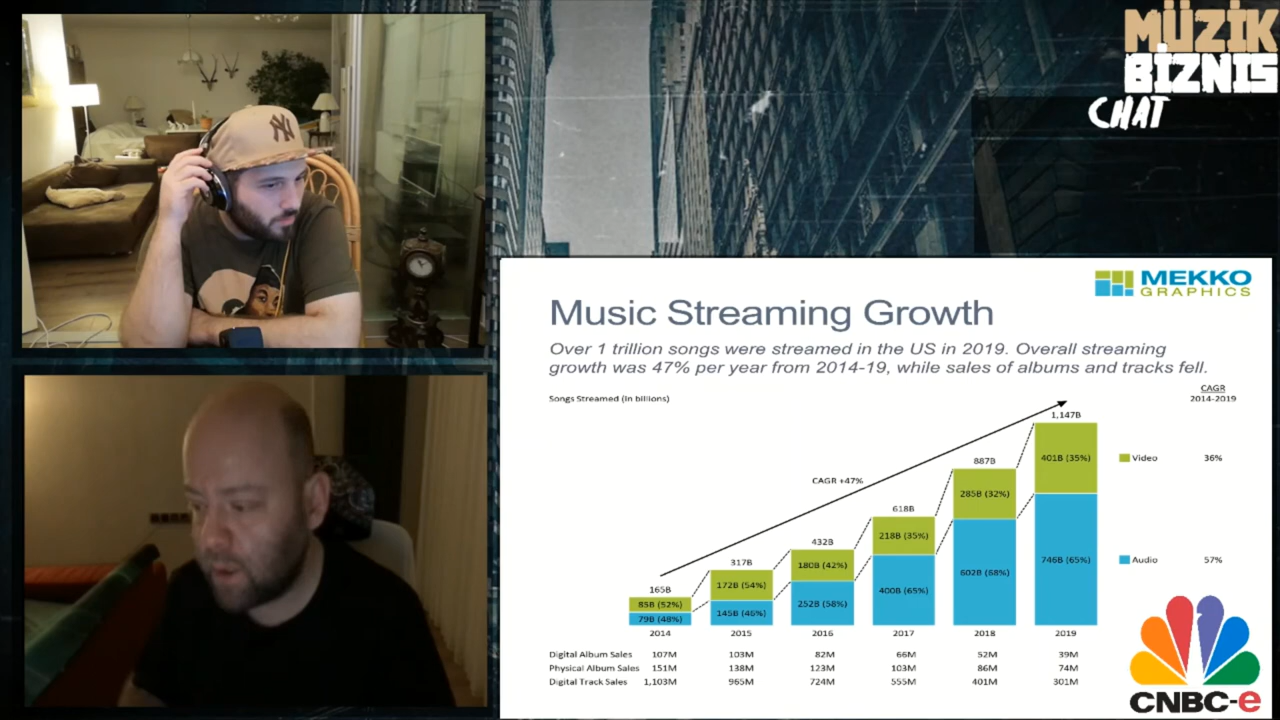 MÜZİK
BİZNIS
CHAT
NY
MEKKO
GRAPHICS
Music Streaming Growth
Over 1 trillion songs were streamed in the US in 2019. Overall streaming
growth was 47% per year from 2014-19, while sales of albums and tracks fell.
CAGR
2014-2019
Songs Streamed (in billions)
1,147B
401B (35%)
Video 36%
887B
CAGR +47%
285B (32%)
618B
218B (35%)
432B
180B (42%)
317B
172B (54%)
165B
85B (52%)
746B (65%)
Audio 57%
602B (68%)
400B (65%)
252B (58%)
145B (46%)
79B (48%)
2014 2015 2016 2017 2018 2019
Digital Album Sales 107M 103M 82M 66M 52M 39M
Physical Album Sales 151M 138M 123M 103M 86M 74M
Digital Track Sales 1,103M 965M 724M 555M 401M 301M
CNBC-e